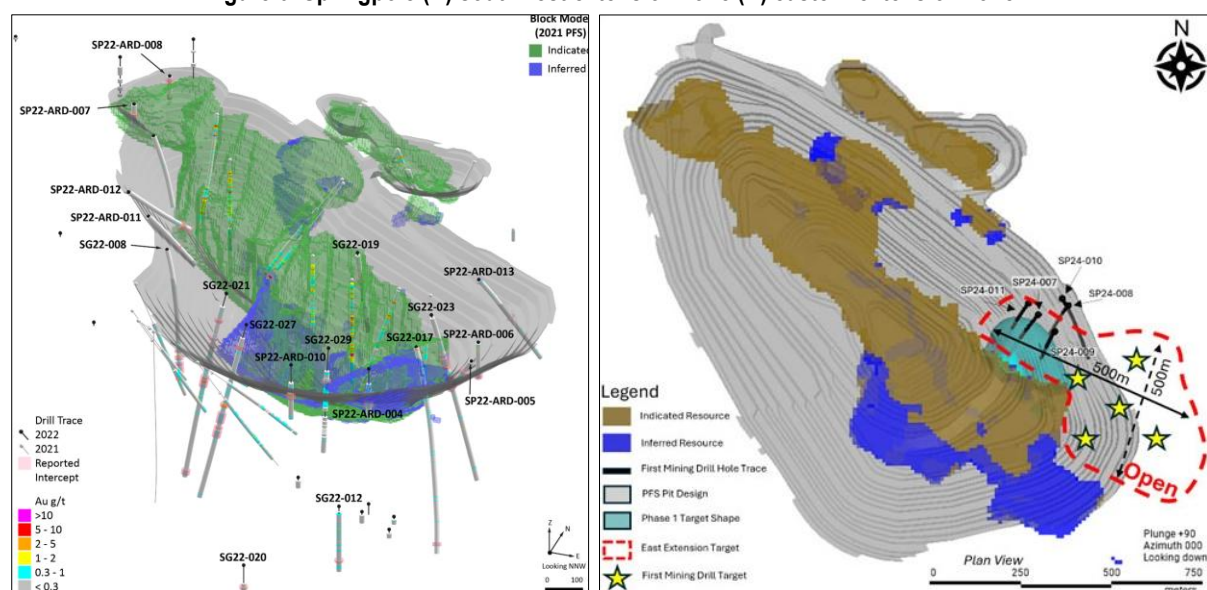 Block Mode
(2021 PFS)
Indicated
Inferred
SP22-ARD-008
SP22-ARD-007
SP22-ARD-012
SP22-ARD-011
SG22-008
SG22-019
SP22-ARD-013
SG22-021
SG22-023
SG22-027
SG22-029
SG22-017
SP22-ARD-006
SP22-ARD-010
SP22-ARD-005
SP22-ARD-004
SG22-012
SG22-020
Drill Trace
2022
2021
Reported
Intercept
Au g/t
>10
5 - 10
2 - 5
1 - 2
0.3 - 1
< 0.3
Z
N
E
Looking NNW
0 100
N
SP24-010
SP24-007
SP24-011
SP24-008
SP24-009
500m
500m
Open
Legend
Indicated Resource
Inferred Resource
First Mining Drill Hole Trace
PFS Pit Design
Phase 1 Target Shape
East Extension Target
First Mining Drill Target
Plunge +90
Azimuth 000
Looking down
Plan View
0 250 500 750